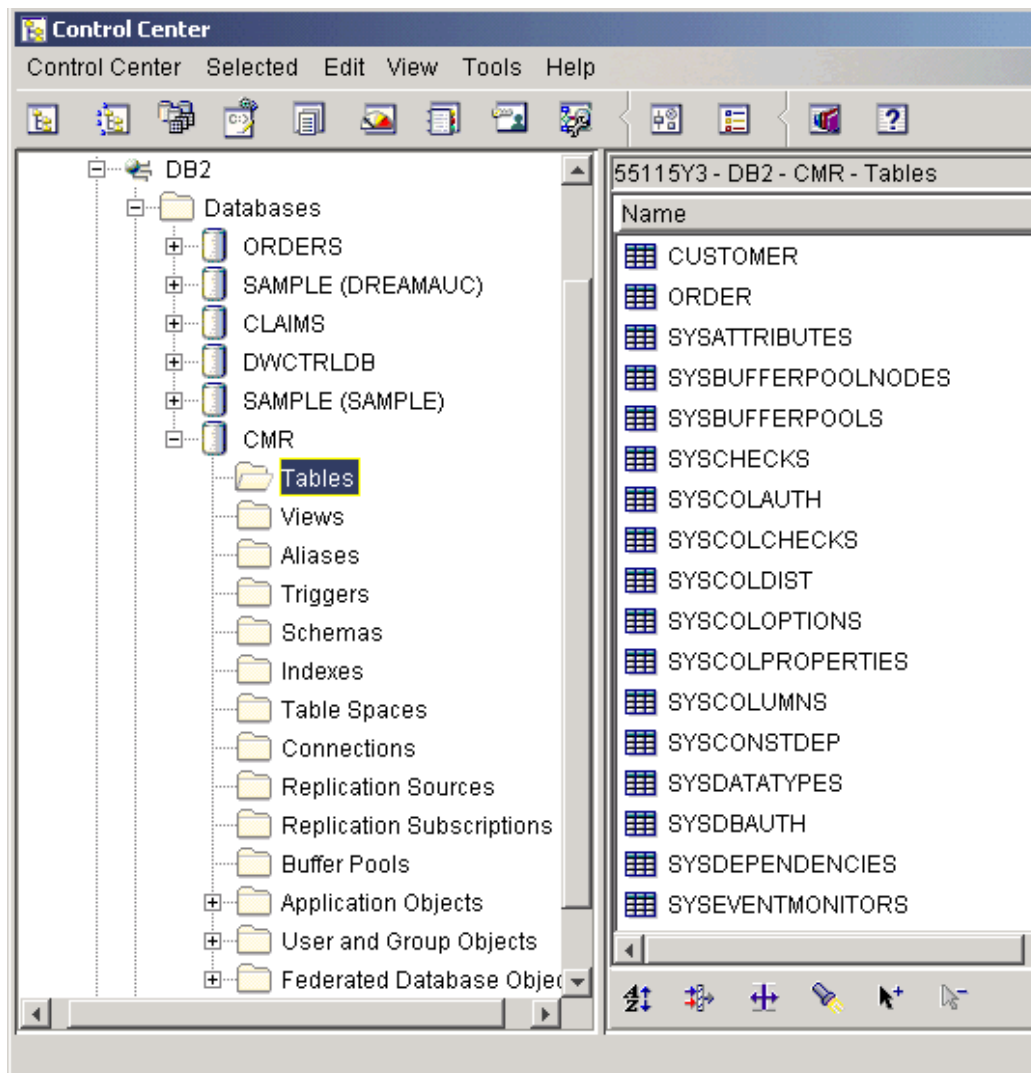 Control Center
Control Center Selected Edit View Tools Help
DB2
Databases
ORDERS
SAMPLE (DREAMAUC)
CLAIMS
DWCTRLDB
SAMPLE (SAMPLE)
CMR
Tables
Views
Aliases
Triggers
Schemas
Indexes
Table Spaces
Connections
Replication Sources
Replication Subscriptions
Buffer Pools
Application Objects
User and Group Objects
Federated Database Objec
55115Y3 - DB2 - CMR - Tables
Name
CUSTOMER
ORDER
SYSATTRIBUTES
SYSBUFFERPOOLNODES
SYSBUFFERPOOLS
SYSCHECKS
SYSCOLAUTH
SYSCOLCHECKS
SYSCOLDIST
SYSCOLOPTIONS
SYSCOLPROPERTIES
SYSCOLUMNS
SYSCONSTDEP
SYSDATATYPES
SYSDBAUTH
SYSDEPENDENCIES
SYSEVENTMONITORS